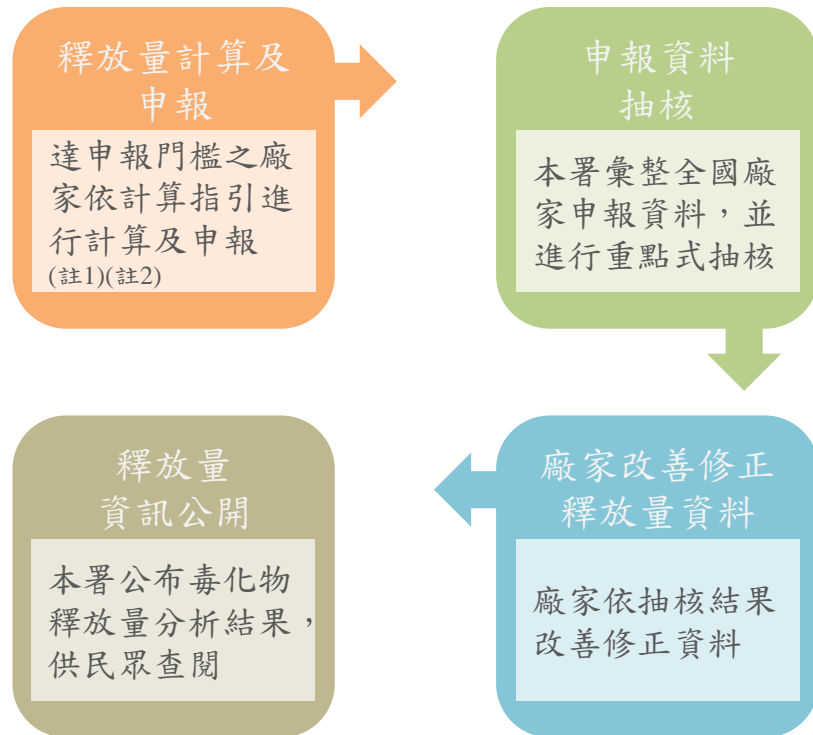 釋放量計算及
申報
達申報門檻之廠
家依計算指引進
行計算及申報
(註1)(註2)
申報資料
抽核
本署彙整全國廠
家申報資料，並
進行重點式抽核
廠家改善修正
釋放量資料
廠家依抽核結果
改善修正資料
釋放量
資訊公開
本署公布毒化物
釋放量分析結果，
供民眾查閱